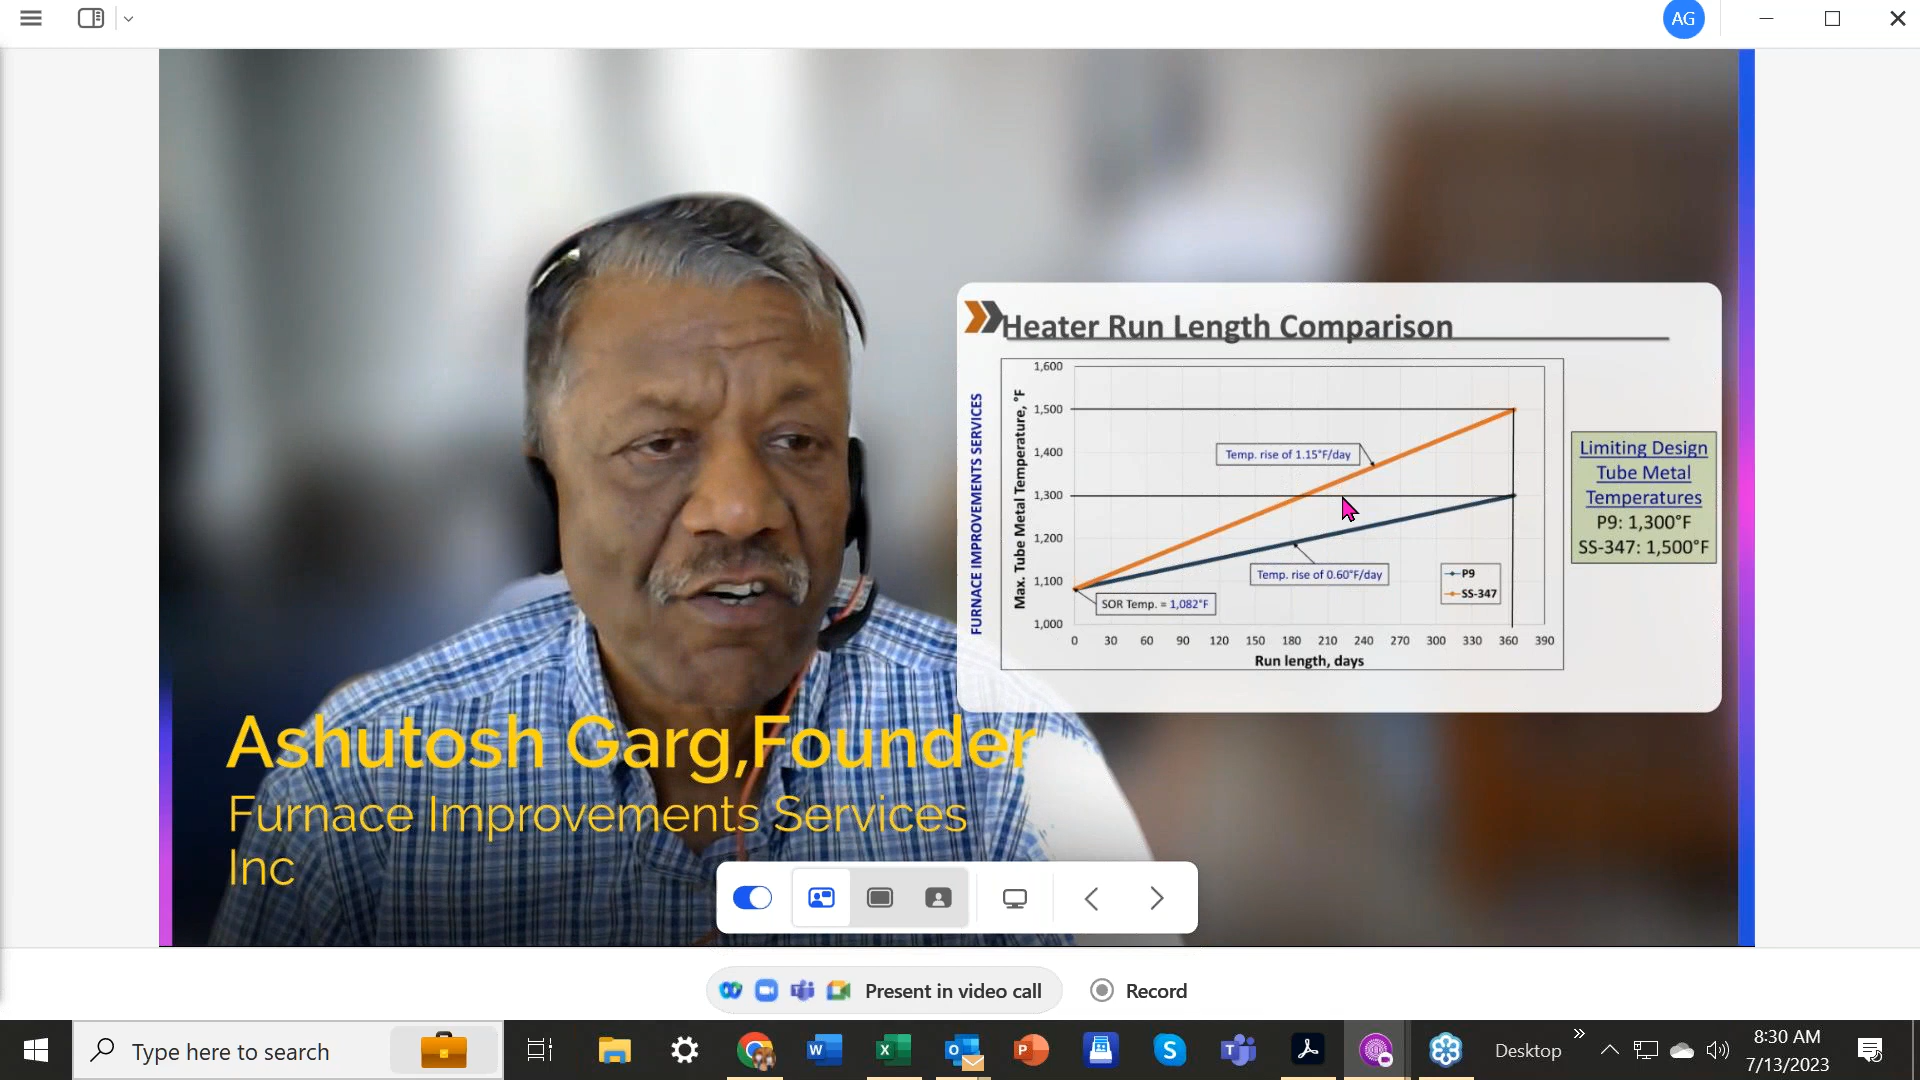 AG
Heater Run Length Comparison
FURNACE IMPROVEMENTS SERVICES
Max. Tube Metal Temperature, °F
1,600
1,500
1,400
1,300
1,200
1,100
1,000
Temp. rise of 1.15°F/day
Temp. rise of 0.60°F/day
SOR Temp. = 1,082°F
P9
SS-347
0 30 60 90 120 150 180 210 240 270 300 330 360 390
Run length, days
Limiting Design
Tube Metal
Temperatures
P9: 1,300°F
SS-347: 1,500°F
Ashutosh Garg,Founder
Furnace Improvements Services
Inc
Present in video call
Record
Type here to search
Desktop
8:30 AM
7/13/2023